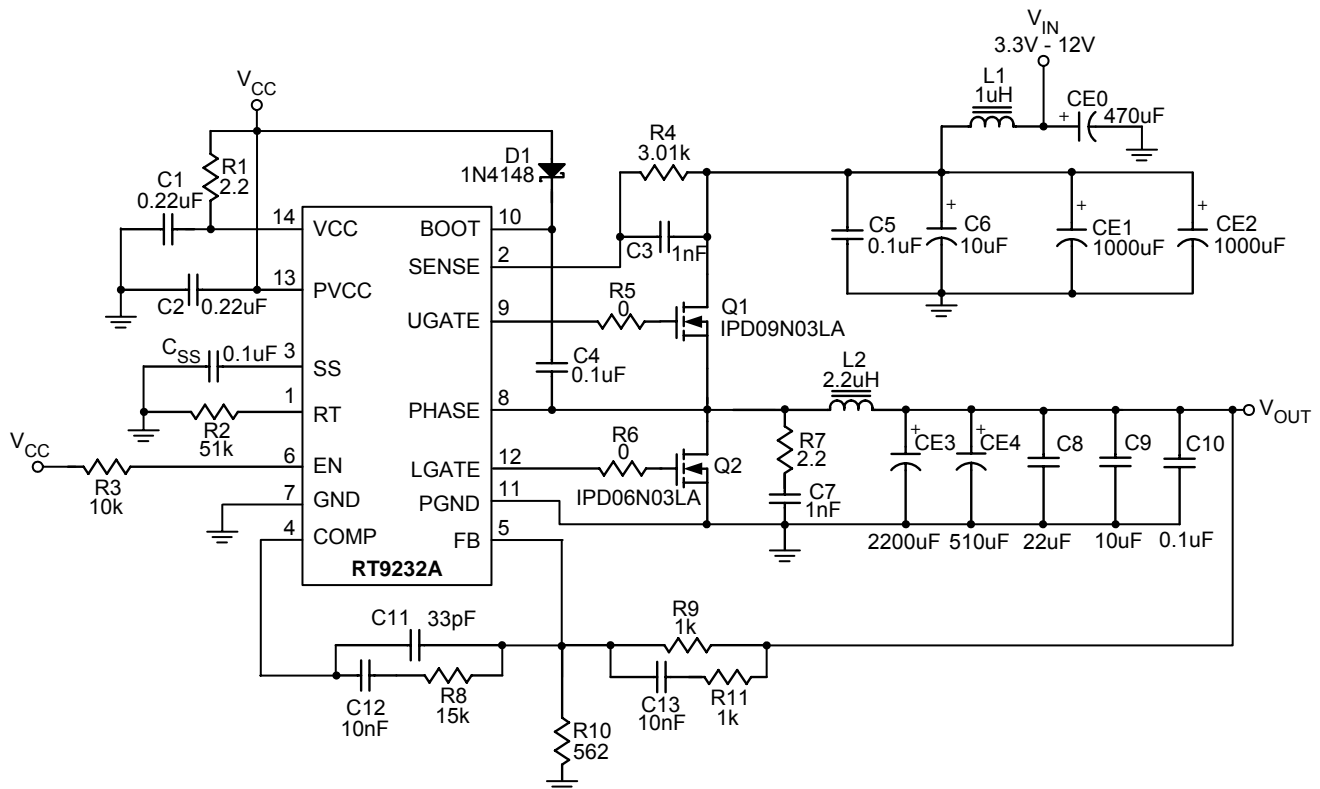 V_IN
3.3V - 12V
L1
1uH
CE0
470uF
V_CC
R4
3.01k
D1
1N4148
C1
0.22uF
R1
2.2
14
VCC
BOOT
10
C3
1nF
C5
0.1uF
C6
10uF
CE1
1000uF
CE2
1000uF
SENSE
2
13
PVCC
C2
0.22uF
R5
0
UGATE
9
Q1
IPD09N03LA
C_SS
0.1uF
3
SS
C4
0.1uF
L2
2.2uH
1
RT
PHASE
8
V_OUT
R2
51k
V_CC
R3
10k
6
EN
LGATE
12
R6
0
Q2
IPD06N03LA
R7
2.2
C7
1nF
CE3
CE4
C8
C9
C10
7
GND
PGND
11
4
COMP
FB
5
2200uF
510uF
22uF
10uF
0.1uF
RT9232A
C11
33pF
R9
1k
C12
10nF
R8
15k
C13
10nF
R11
1k
R10
562
+
+
+
+
+
+